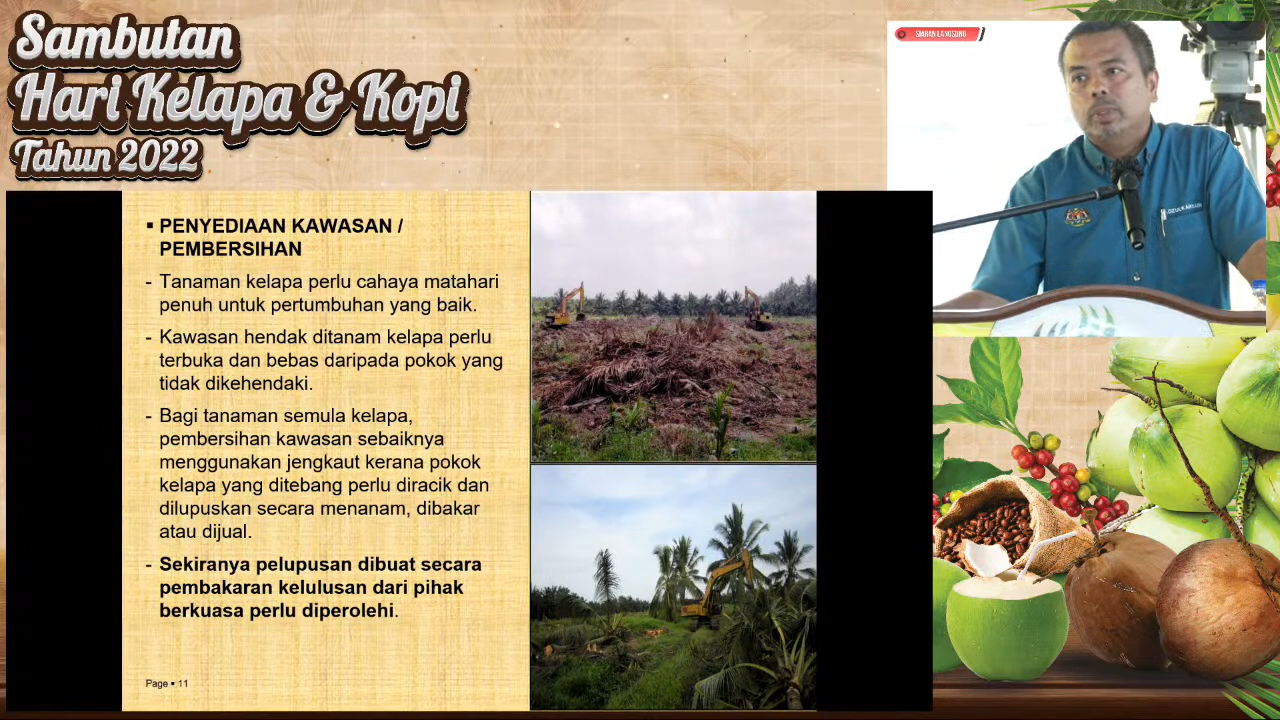 Sambutan
Hari Kelapa & Kopi
Tahun 2022
SIARAN LANGSUNG
▪ PENYEDIAAN KAWASAN /
PEMBERSIHAN
- Tanaman kelapa perlu cahaya matahari
penuh untuk pertumbuhan yang baik.
- Kawasan hendak ditanam kelapa perlu
terbuka dan bebas daripada pokok yang
tidak dikehendaki.
- Bagi tanaman semula kelapa,
pembersihan kawasan sebaiknya
menggunakan jengkaut kerana pokok
kelapa yang ditebang perlu diracik dan
dilupuskan secara menanam, dibakar
atau dijual.
- Sekiranya pelupusan dibuat secara
pembakaran kelulusan dari pihak
berkuasa perlu diperolehi.
Page ▪ 11